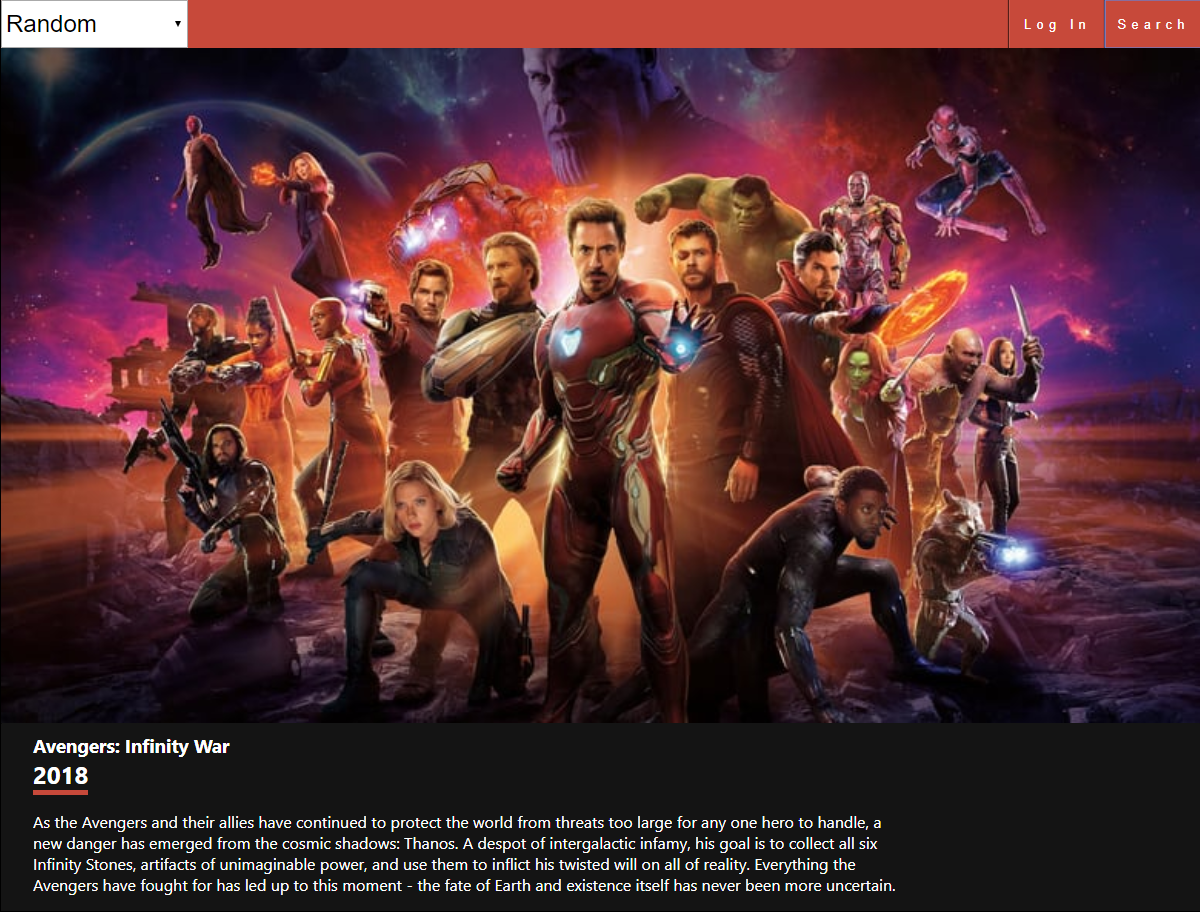 Random
Log In
Search
Avengers: Infinity War
2018
As the Avengers and their allies have continued to protect the world from threats too large for any one hero to handle, a
new danger has emerged from the cosmic shadows: Thanos. A despot of intergalactic infamy, his goal is to collect all six
Infinity Stones, artifacts of unimaginable power, and use them to inflict his twisted will on all of reality. Everything the
Avengers have fought for has led up to this moment - the fate of Earth and existence itself has never been more uncertain.